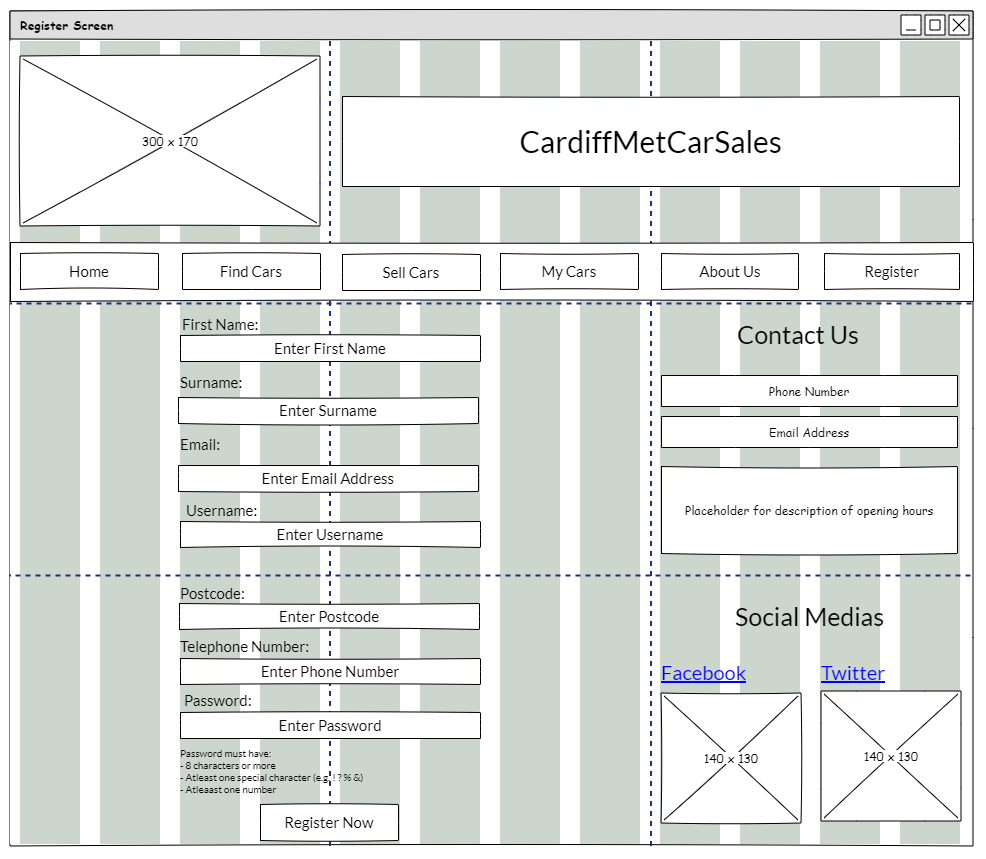 Register Screen
300 x 170
CardiffMetCarSales
Home
Find Cars
Sell Cars
My Cars
About Us
Register
First Name:
Enter First Name
Surname:
Enter Surname
Email:
Enter Email Address
Username:
Enter Username
Postcode:
Enter Postcode
Telephone Number:
Enter Phone Number
Password:
Enter Password
Password must have:
- 8 characters or more
- Atleast one special character (e.g. ! ? % &)
- Atleaast one number
Register Now
Contact Us
Phone Number
Email Address
Placeholder for description of opening hours
Social Medias
Facebook
Twitter
140 x 130
140 x 130